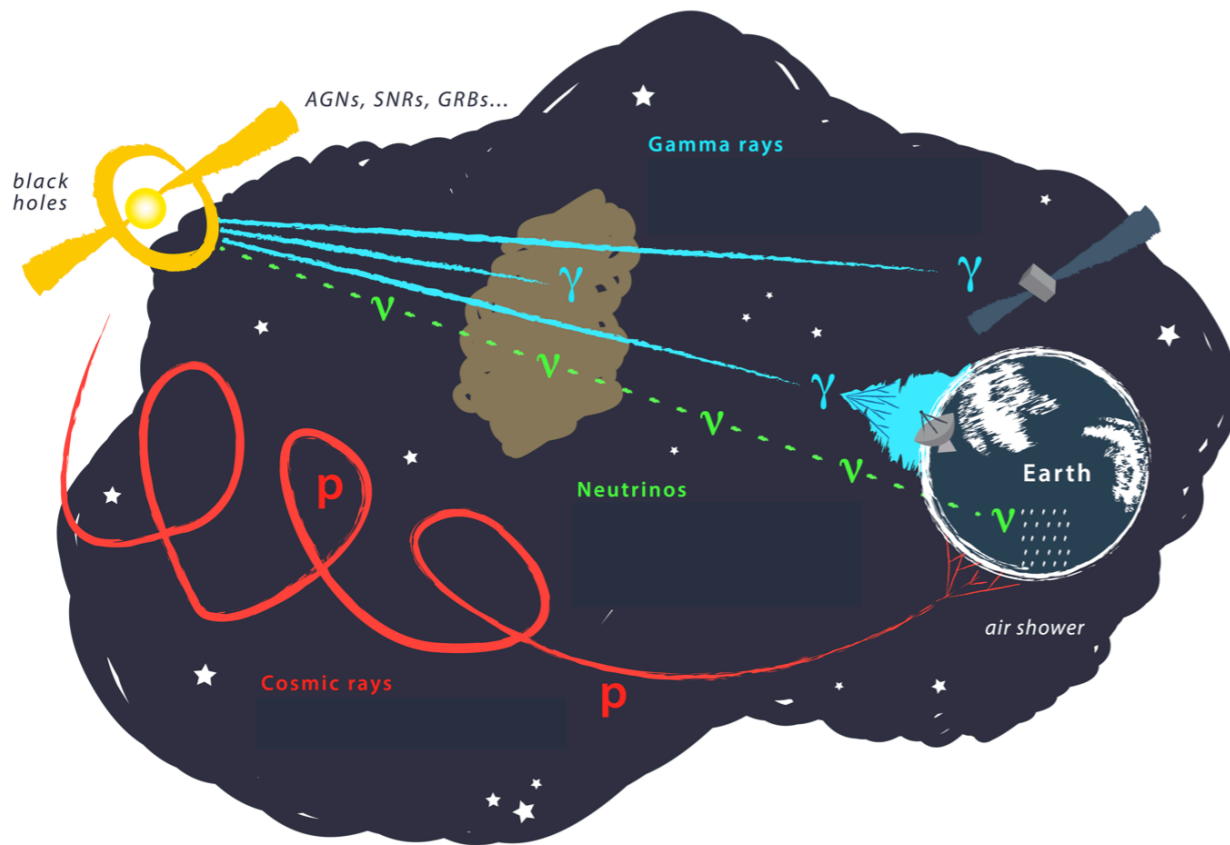 AGNs, SNRs, GRBs...
Gamma rays
black
holes
γ
γ
ν
ν
γ
ν
Earth
ν
p
Neutrinos
ν
air shower
Cosmic rays
p